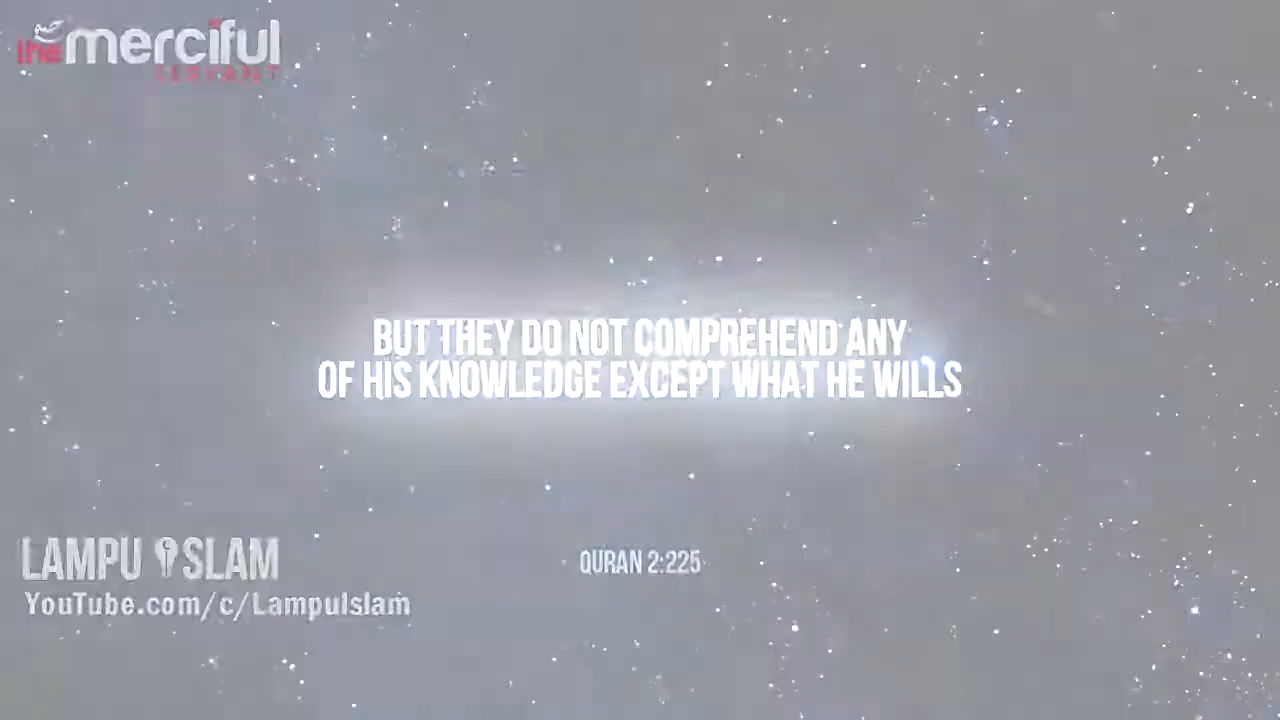 the merciful
SERVANT
BUT THEY DO NOT COMPREHEND ANY
OF HIS KNOWLEDGE EXCEPT WHAT HE WILLS
LAMPU ISLAM
YouTube.com/c/LampuIslam
QURAN 2:225